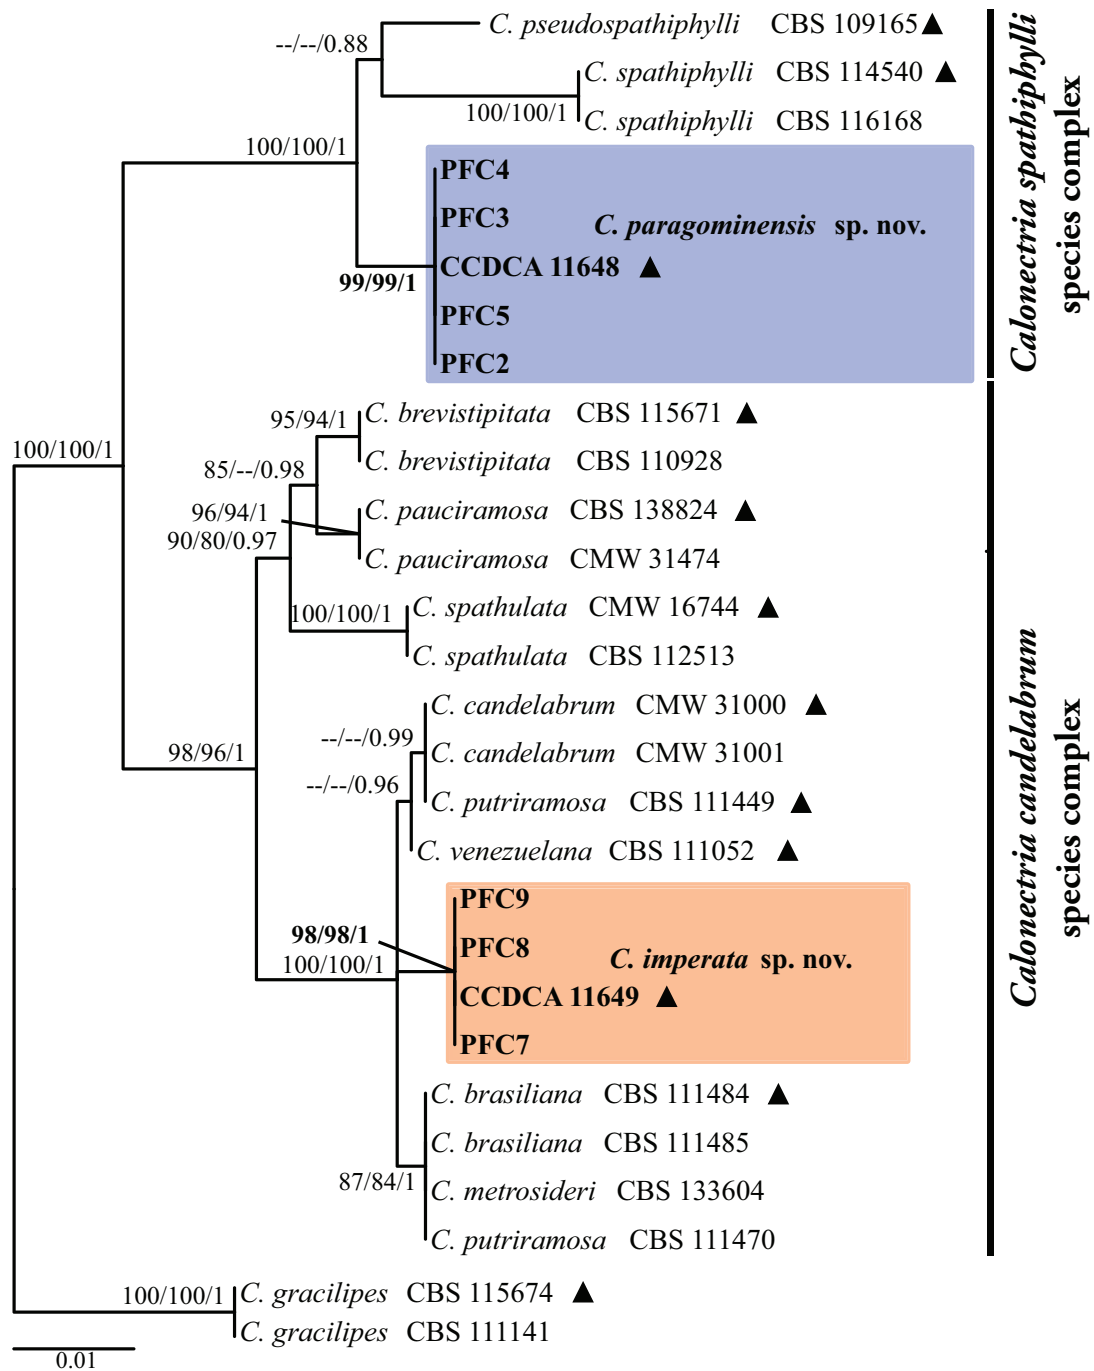 --/--/0.88
C. pseudospathiphylli CBS 109165▲
C. spathiphylli CBS 114540 ▲
100/100/1
C. spathiphylli CBS 116168
100/100/1
PFC4
PFC3
C. paragominensis sp. nov.
CCDCA 11648 ▲
99/99/1
PFC5
PFC2
Calonectria spathiphylli
species complex
95/94/1
C. brevistipitata CBS 115671 ▲
100/100/1
85/--/0.98
C. brevistipitata CBS 110928
96/94/1
C. pauciramosa CBS 138824 ▲
90/80/0.97
C. pauciramosa CMW 31474
100/100/1
C. spathulata CMW 16744 ▲
C. spathulata CBS 112513
98/96/1
--/--/0.99
C. candelabrum CMW 31000 ▲
C. candelabrum CMW 31001
--/--/0.96
C. putriramosa CBS 111449 ▲
C. venezuelana CBS 111052 ▲
PFC9
98/98/1
PFC8
100/100/1
C. imperata sp. nov.
CCDCA 11649 ▲
PFC7
C. brasiliana CBS 111484 ▲
C. brasiliana CBS 111485
87/84/1
C. metrosideri CBS 133604
C. putriramosa CBS 111470
Calonectria candelabrum
species complex
100/100/1
C. gracilipes CBS 115674 ▲
C. gracilipes CBS 111141
0.01